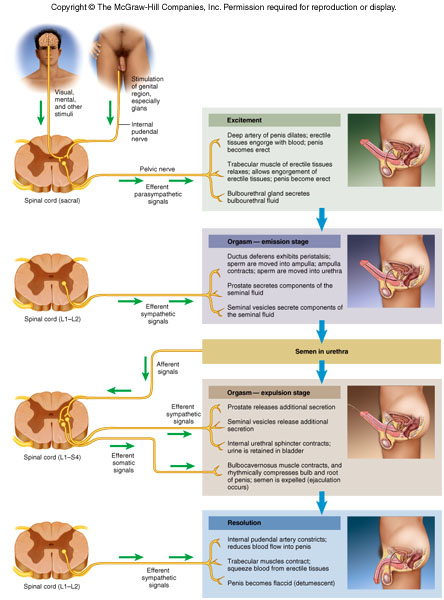 Copyright © The McGraw-Hill Companies, Inc. Permission required for reproduction or display.
Visual,
mental,
and other
stimuli
Stimulation
of genital
region,
especially
glans
Internal
pudendal
nerve
Pelvic nerve
Efferent
parasympathetic
signals
Spinal cord (sacral)
Excitement
Deep artery of penis dilates; erectile
tissues engorge with blood; penis
becomes erect
Trabecular muscle of erectile tissues
relaxes; allows engorgement of
erectile tissues; penis become erect
Bulbourethral gland secretes
bulbourethral fluid
Orgasm — emission stage
Ductus deferens exhibits peristalsis;
sperm are moved into ampulla; ampulla
contracts; sperm are moved into urethra
Prostate secretes components of the
seminal fluid
Seminal vesicles secrete components of
the seminal fluid
Spinal cord (L1–L2)
Efferent
sympathetic
signals
Semen in urethra
Afferent
signals
Orgasm — expulsion stage
Prostate releases additional secretion
Seminal vesicles release additional
secretion
Internal urethral sphincter contracts;
urine is retained in bladder
Bulbocavernosus muscle contracts, and
rhythmically compresses bulb and root
of penis; semen is expelled (ejaculation
occurs)
Efferent
sympathetic
signals
Spinal cord (L1–S4)
Efferent
somatic
signals
Resolution
Internal pudendal artery constricts;
reduces blood flow into penis
Trabecular muscles contract;
squeeze blood from erectile tissues
Penis becomes flaccid (detumescent)
Spinal cord (L1–L2)
Efferent
sympathetic
signals